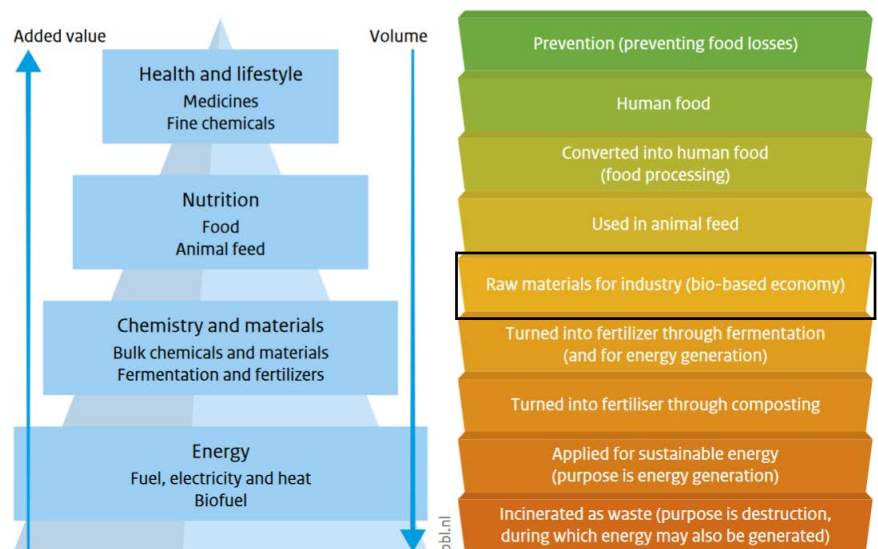 Added value
Volume
Health and lifestyle
Medicines
Fine chemicals
Nutrition
Food
Animal feed
Chemistry and materials
Bulk chemicals and materials
Fermentation and fertilizers
Energy
Fuel, electricity and heat
Biofuel
pbl.nl
Prevention (preventing food losses)
Human food
Converted into human food
(food processing)
Used in animal feed
Raw materials for industry (bio-based economy)
Turned into fertilizer through fermentation
(and for energy generation)
Turned into fertiliser through composting
Applied for sustainable energy
(purpose is energy generation)
Incinerated as waste (purpose is destruction,
during which energy may also be generated)